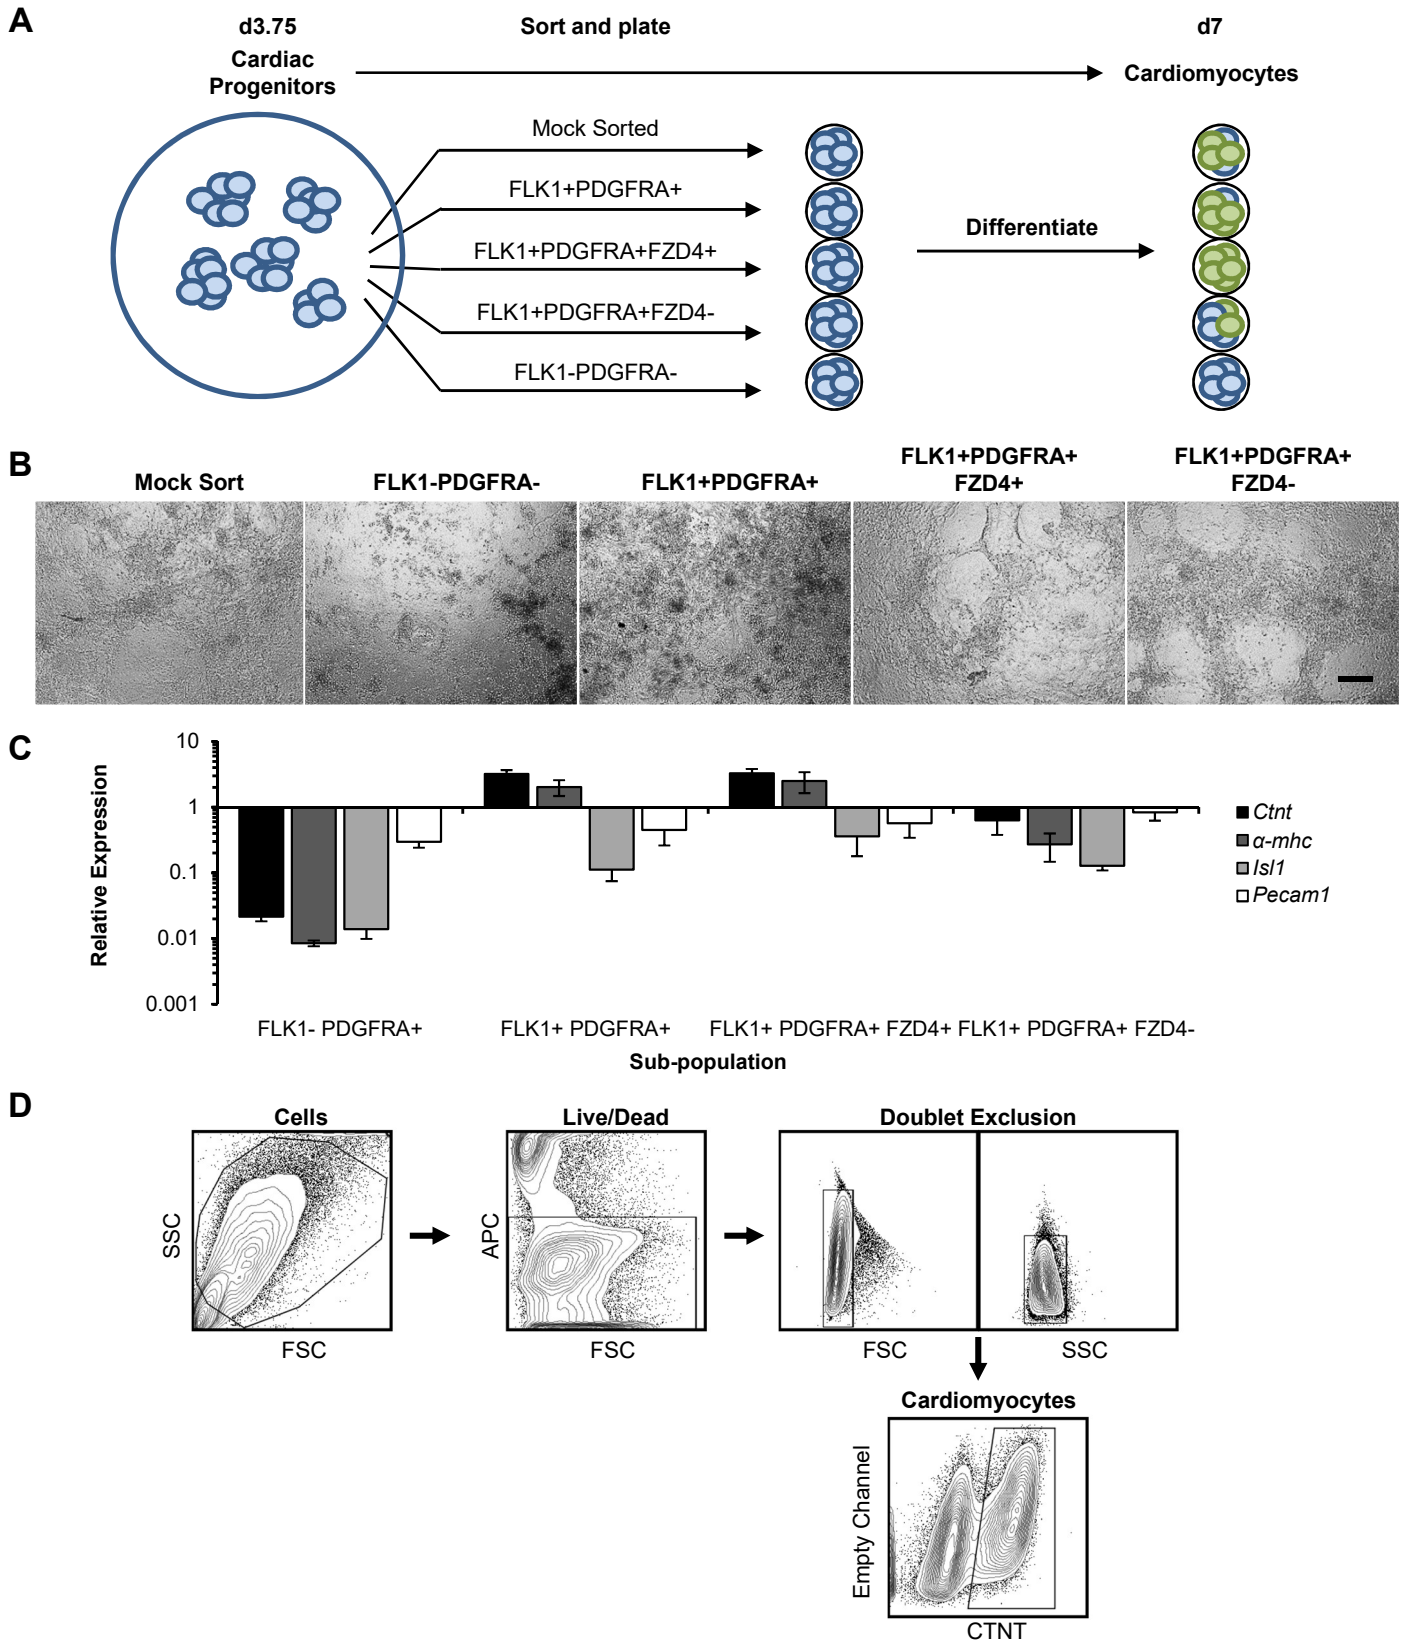 A
d3.75
Sort and plate
d7
Cardiac
Progenitors
Cardiomyocytes
Mock Sorted
FLK1+PDGFRA+
FLK1+PDGFRA+FZD4+
FLK1+PDGFRA+FZD4-
FLK1-PDGFRA-
Differentiate
B
Mock Sort
FLK1-PDGFRA-
FLK1+PDGFRA+
FLK1+PDGFRA+
FZD4+
FLK1+PDGFRA+
FZD4-
C
Relative Expression
10
1
0.1
0.01
0.001
Ctnt
α-mhc
Isl1
Pecam1
FLK1- PDGFRA+
FLK1+ PDGFRA+
FLK1+ PDGFRA+ FZD4+
FLK1+ PDGFRA+ FZD4-
Sub-population
D
Cells
SSC
FSC
Live/Dead
APC
FSC
Doublet Exclusion
FSC
SSC
Cardiomyocytes
Empty Channel
CTNT